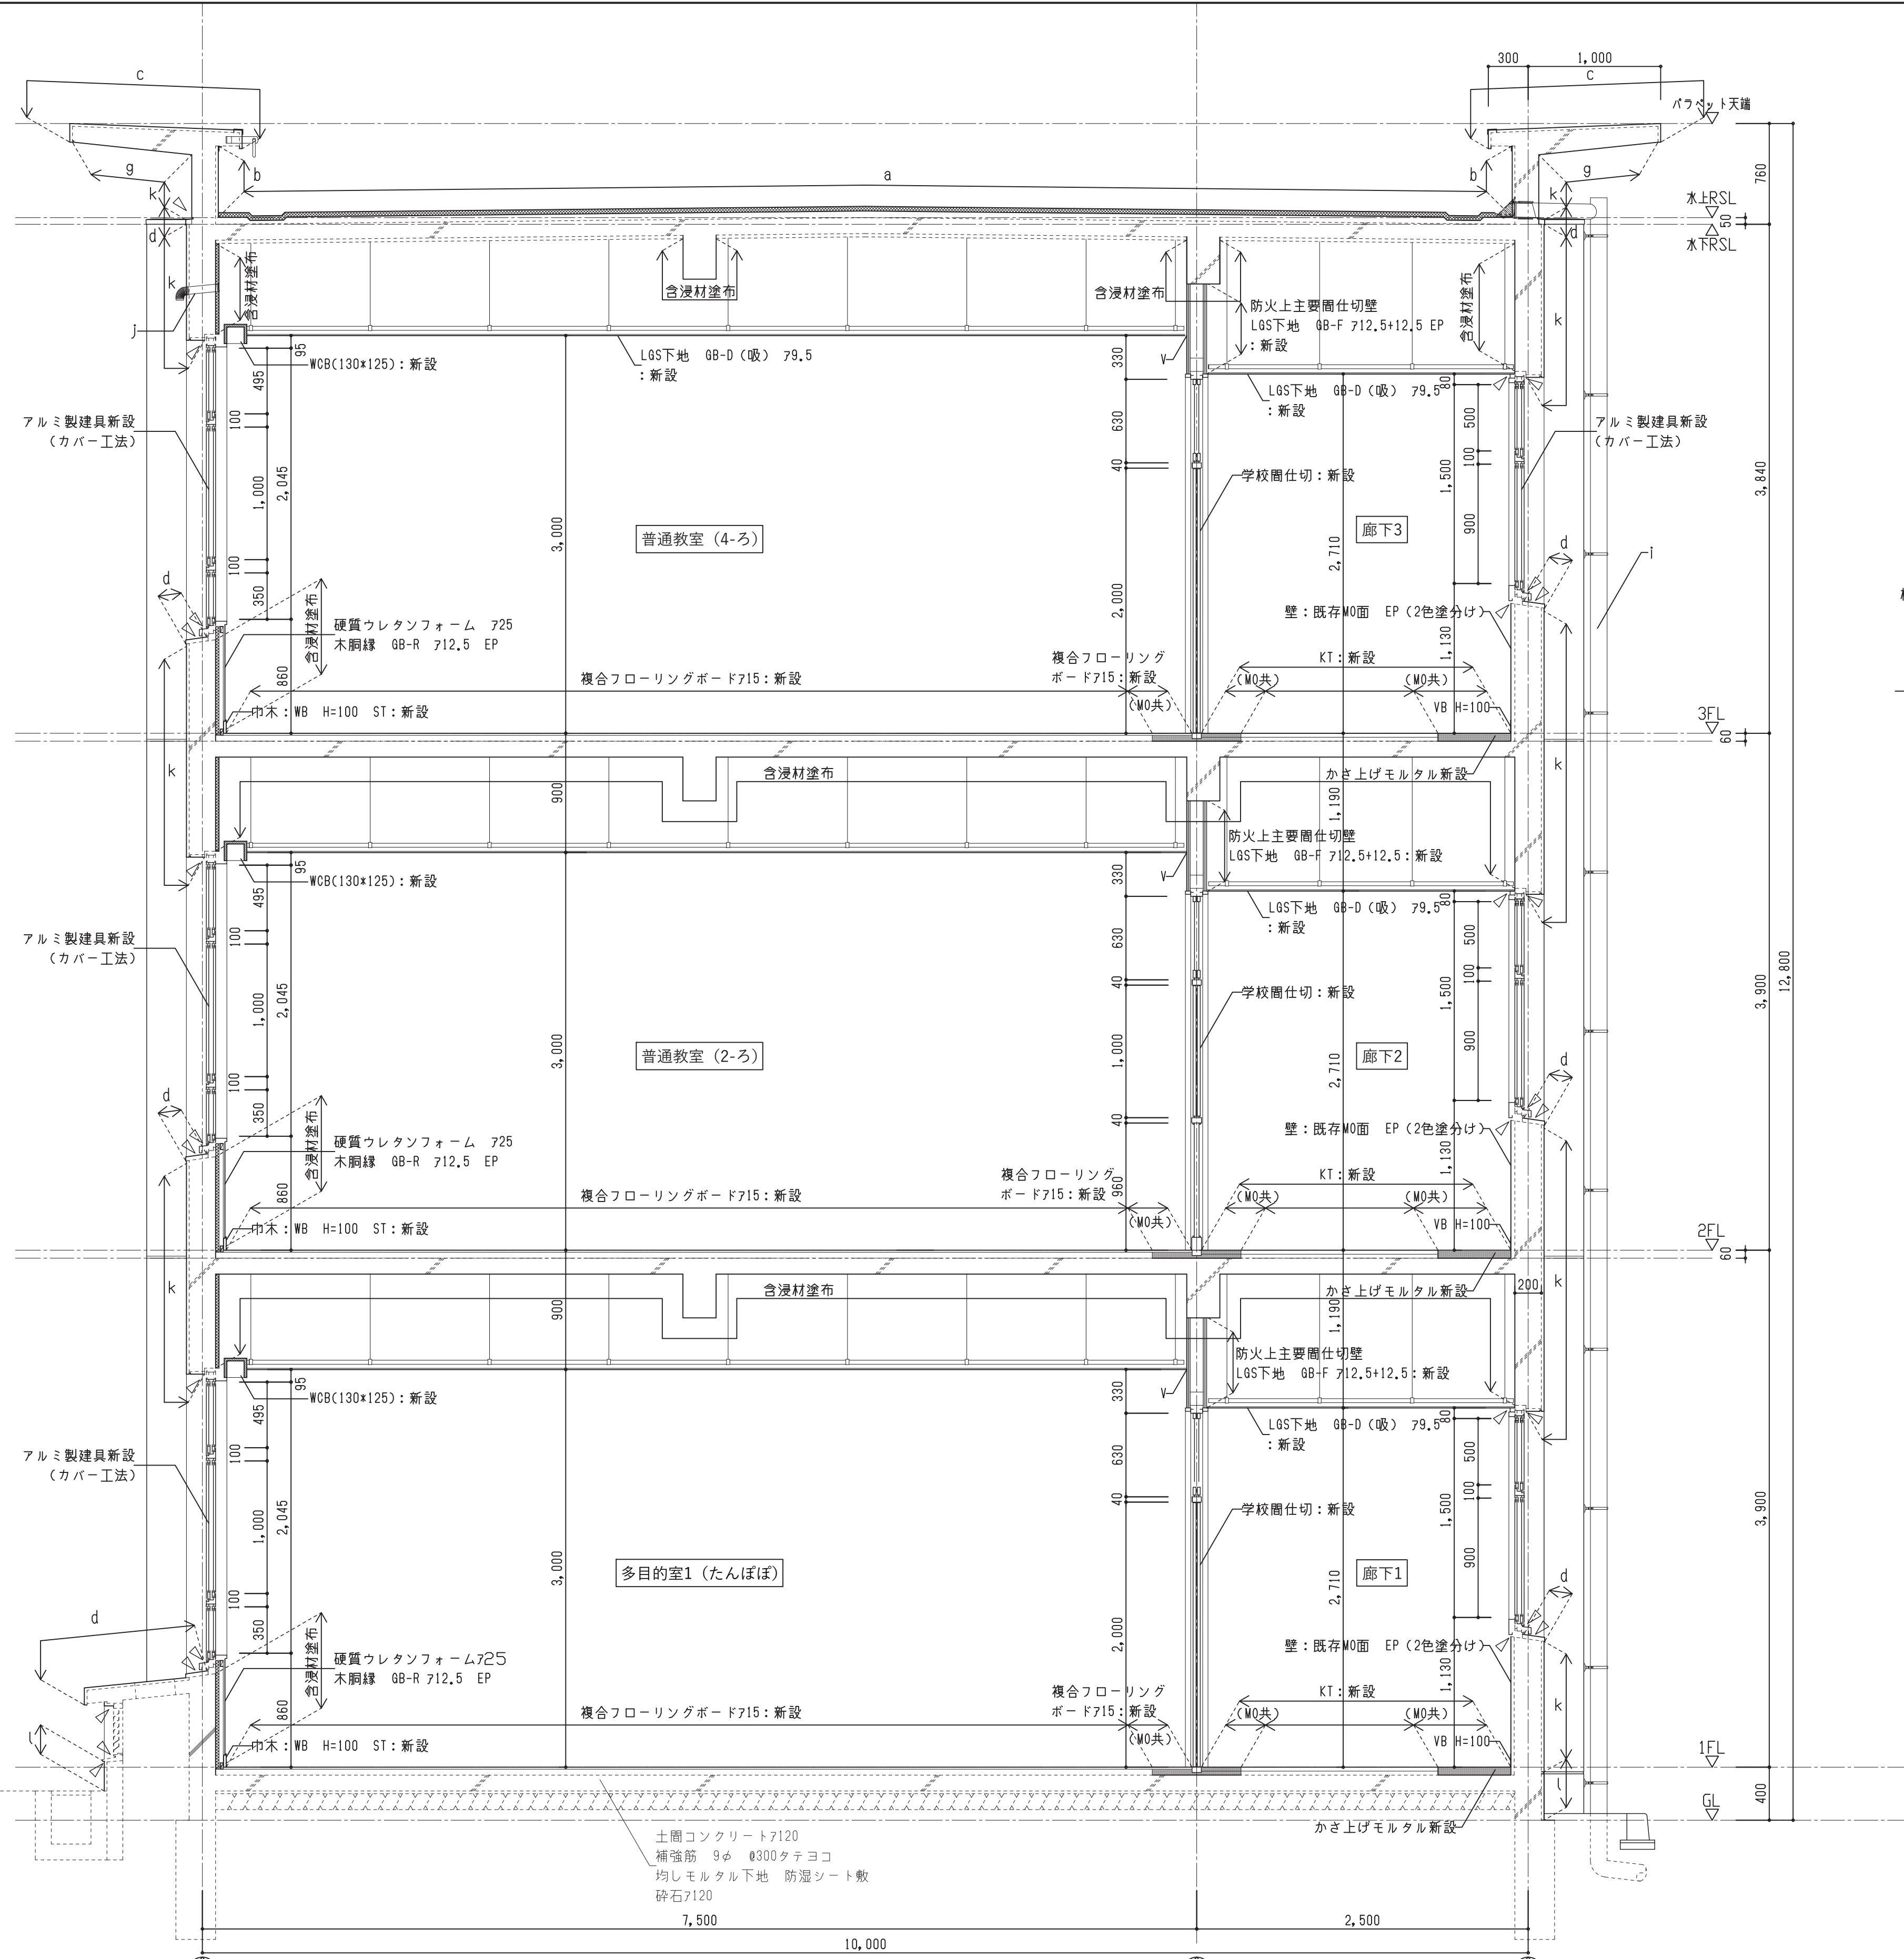 300
1,000
c
c
パラペット天端
g
k
b
a
b
k
g
760
水上RSL
50
水下RSL
d
d
k
含浸材塗布
含浸材塗布
含浸材塗布
防火上主要間仕切壁
LGS下地 GB-F ｱ12.5+12.5 EP
：新設
含浸材塗布
k
j
95
WCB(130*125)：新設
LGS下地 GB-D（吸） ｱ9.5
：新設
330
V
LGS下地 GB-D（吸） ｱ9.5
：新設
80
アルミ製建具新設
（カバー工法）
495
100
630
500
アルミ製建具新設
（カバー工法）
1,000
2,045
40
学校間仕切：新設
1,500
100
3,840
3,000
普通教室（4-ろ）
廊下3
900
2,710
d
i
100
d
350
含浸材塗布
硬質ウレタンフォーム ｱ25
木胴縁 GB-R ｱ12.5 EP
2,000
壁：既存MO面 EP（2色塗分け）
1,130
860
複合フローリングボードｱ15：新設
複合フローリング
ボードｱ15：新設
(MO共)
KT：新設
(MO共)
(MO共)
巾木：WB H=100 ST：新設
VB H=100
3FL
60
k
900
含浸材塗布
かさ上げモルタル新設
1,190
k
防火上主要間仕切壁
LGS下地 GB-F ｱ12.5+12.5：新設
95
WCB(130*125)：新設
330
V
LGS下地 GB-D（吸） ｱ9.5
：新設
80
アルミ製建具新設
（カバー工法）
495
100
630
500
1,000
2,045
40
学校間仕切：新設
1,500
100
3,900
12,800
3,000
普通教室（2-ろ）
1,000
廊下2
900
2,710
d
100
d
350
40
含浸材塗布
硬質ウレタンフォーム ｱ25
木胴縁 GB-R ｱ12.5 EP
壁：既存MO面 EP（2色塗分け）
1,130
860
複合フローリングボードｱ15：新設
複合フローリング
ボードｱ15：新設
960
(MO共)
KT：新設
(MO共)
(MO共)
巾木：WB H=100 ST：新設
VB H=100
2FL
60
k
900
含浸材塗布
かさ上げモルタル新設
200
1,190
k
防火上主要間仕切壁
LGS下地 GB-F ｱ12.5+12.5：新設
95
WCB(130*125)：新設
330
V
LGS下地 GB-D（吸） ｱ9.5
：新設
80
アルミ製建具新設
（カバー工法）
495
100
630
500
1,000
2,045
40
学校間仕切：新設
1,500
100
3,900
3,000
多目的室1（たんぽぽ）
廊下1
900
2,710
d
100
d
350
含浸材塗布
硬質ウレタンフォームｱ25
木胴縁 GB-R ｱ12.5 EP
2,000
壁：既存MO面 EP（2色塗分け）
1,130
k
860
複合フローリングボードｱ15：新設
複合フローリング
ボードｱ15：新設
(MO共)
KT：新設
(MO共)
(MO共)
l
巾木：WB H=100 ST：新設
VB H=100
1FL
l
400
GL
かさ上げモルタル新設
土間コンクリートｱ120
補強筋 9φ @300タテヨコ
均しモルタル下地 防湿シート敷
砕石ｱ120
7,500
2,500
10,000